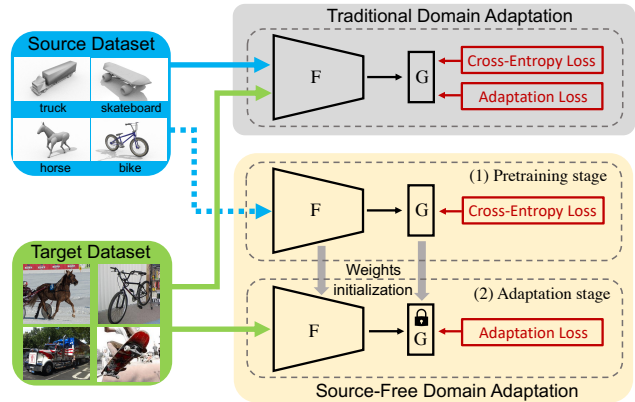 Traditional Domain Adaptation
Source Dataset
truck
skateboard
horse
bike
F
G
Cross-Entropy Loss
Adaptation Loss
(1) Pretraining stage
F
G
Cross-Entropy Loss
Target Dataset
Weights
initialization
(2) Adaptation stage
F
G
Adaptation Loss
Source-Free Domain Adaptation